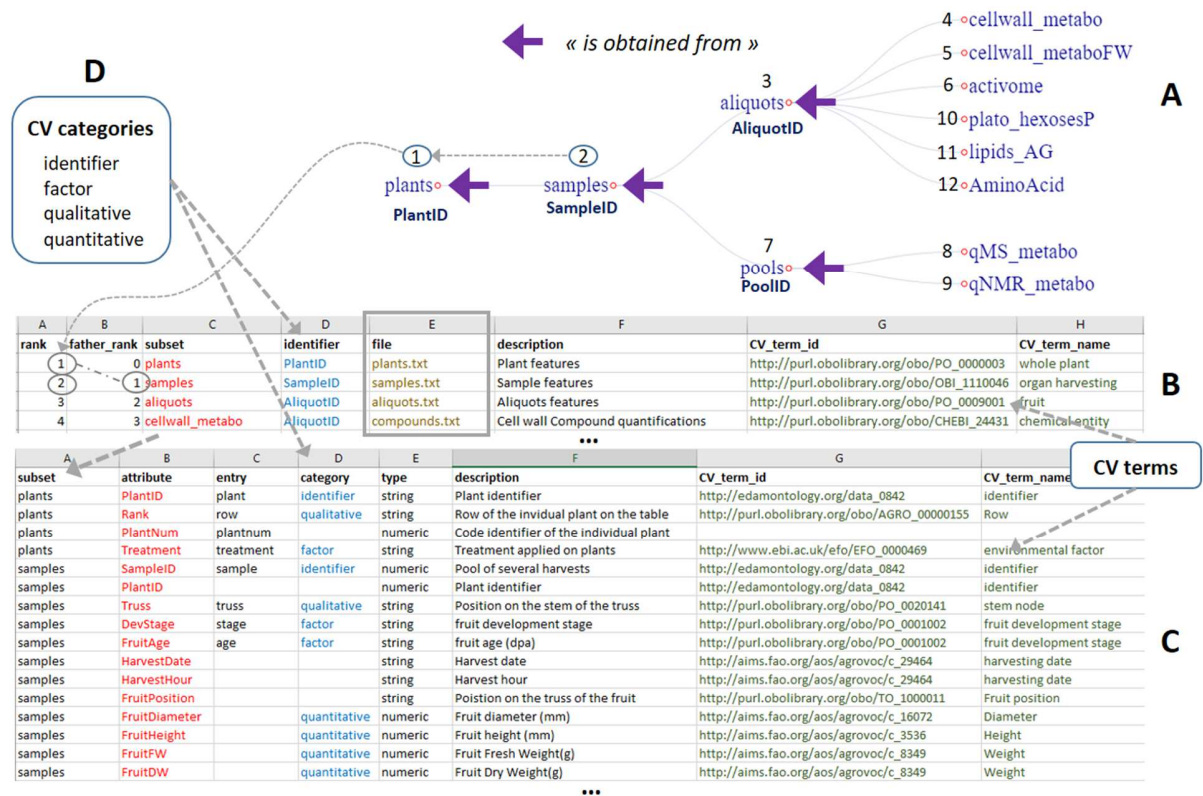 « is obtained from »
A
4 cellwall_metabo
5 cellwall_metaboFW
6 activome
10 plato_hexosesP
11 lipids_AG
12 AminoAcid
3
aliquots
AliquotID
1
2
plants
PlantID
samples
SampleID
7
pools
PoolID
8 qMS_metabo
9 qNMR_metabo
D
CV categories
identifier
factor
qualitative
quantitative
A B C D E F G H
rank father_rank subset identifier file description CV_term_id CV_term_name
1 0 plants PlantID plants.txt Plant features http://purl.obolibrary.org/obo/PO_0000003 whole plant
2 1 samples SampleID samples.txt Sample features http://purl.obolibrary.org/obo/OBI_1110046 organ harvesting
3 2 aliquots AliquotID aliquots.txt Aliquots features http://purl.obolibrary.org/obo/PO_0009001 fruit
4 3 cellwall_metabo AliquotID compounds.txt Cell wall Compound quantifications http://purl.obolibrary.org/obo/CHEBI_24431 chemical entity
...
B
CV terms
A B C D E F G
subset attribute entry category type description CV_term_id CV_term_name
plants PlantID plant identifier string Plant identifier http://edamontology.org/data_0842 identifier
plants Rank row qualitative string Row of the invidual plant on the table http://purl.obolibrary.org/obo/AGRO_00000155 Row
plants PlantNum plantnum numeric Code identifier of the individual plant
plants Treatment treatment factor string Treatment applied on plants http://www.ebi.ac.uk/efo/EFO_0000469 environmental factor
samples SampleID sample identifier numeric Pool of several harvests http://edamontology.org/data_0842 identifier
samples PlantID numeric Plant identifier http://edamontology.org/data_0842 identifier
samples Truss truss qualitative string Position on the stem of the truss http://purl.obolibrary.org/obo/PO_0020141 stem node
samples DevStage stage factor string fruit development stage http://purl.obolibrary.org/obo/PO_0001002 fruit development stage
samples FruitAge age factor string fruit age (dpa) http://purl.obolibrary.org/obo/PO_0001002 fruit development stage
samples HarvestDate string Harvest date http://aims.fao.org/aos/agrovoc/c_29464 harvesting date
samples HarvestHour string Harvest hour http://aims.fao.org/aos/agrovoc/c_29464 harvesting date
samples FruitPosition string Poistion on the truss of the fruit http://purl.obolibrary.org/obo/TO_1000011 Fruit position
samples FruitDiameter quantitative numeric Fruit diameter (mm) http://aims.fao.org/aos/agrovoc/c_16072 Diameter
samples FruitHeight quantitative numeric Fruit height (mm) http://aims.fao.org/aos/agrovoc/c_3536 Height
samples FruitFW quantitative numeric Fruit Fresh Weight(g) http://aims.fao.org/aos/agrovoc/c_8349 Weight
samples FruitDW quantitative numeric Fruit Dry Weight(g) http://aims.fao.org/aos/agrovoc/c_8349 Weight
...
C